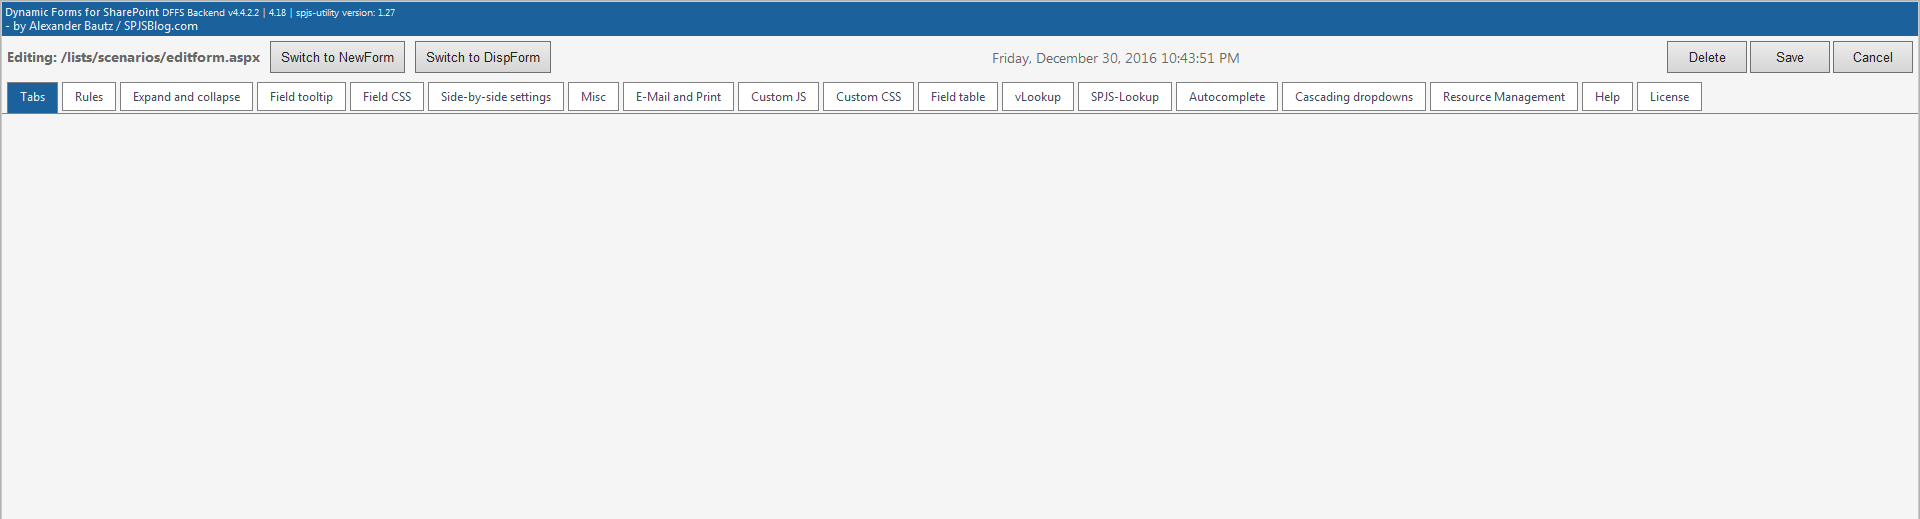 Dynamic Forms for SharePoint DFFS Backend v4.4.2.2 | 4.18 | spjs-utility version: 1.27
- by Alexander Bautz / SPJSBlog.com
Editing: /lists/scenarios/editform.aspx Switch to NewForm Switch to DispForm Friday, December 30, 2016 10:43:51 PM Delete Save Cancel
Tabs Rules Expand and collapse Field tooltip Field CSS Side-by-side settings Misc E-Mail and Print Custom JS Custom CSS Field table vLookup SPJS-Lookup Autocomplete Cascading dropdowns Resource Management Help License